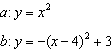 a: y = x²
b: y = −(x−4)² + 3